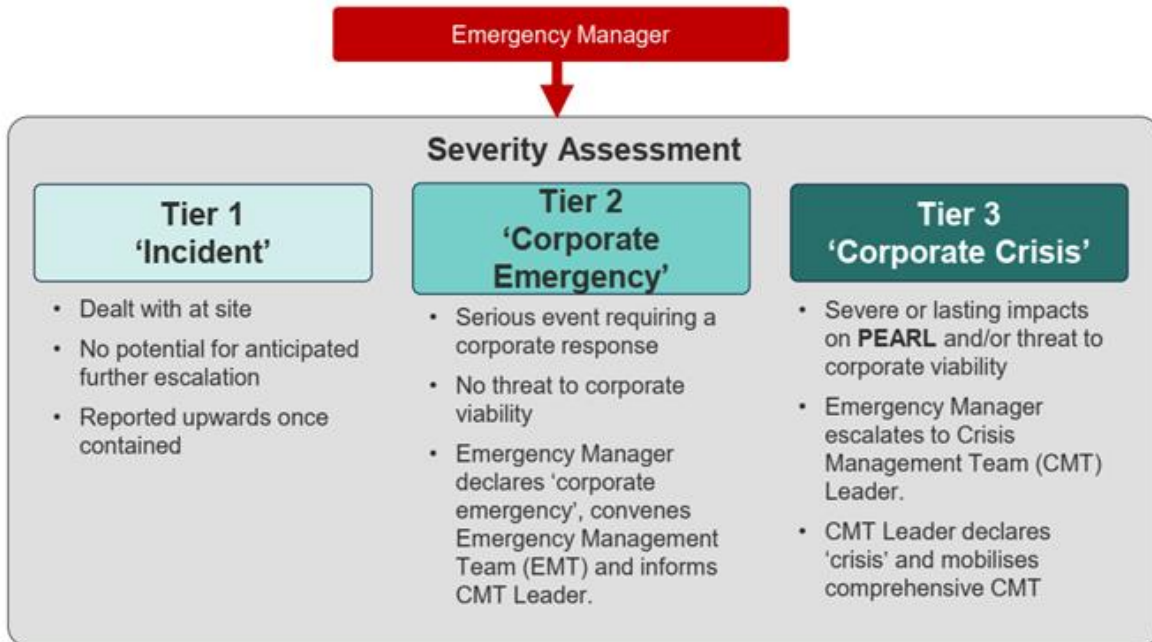 Emergency Manager
Severity Assessment
Tier 1
‘Incident’
• Dealt with at site
• No potential for anticipated
further escalation
• Reported upwards once
contained
Tier 2
‘Corporate
Emergency’
• Serious event requiring a
corporate response
• No threat to corporate
viability
• Emergency Manager
declares ‘corporate
emergency’, convenes
Emergency Management
Team (EMT) and informs
CMT Leader.
Tier 3
‘Corporate Crisis’
• Severe or lasting impacts
on PEARL and/or threat to
corporate viability
• Emergency Manager
escalates to Crisis
Management Team (CMT)
Leader.
• CMT Leader declares
‘crisis’ and mobilises
comprehensive CMT